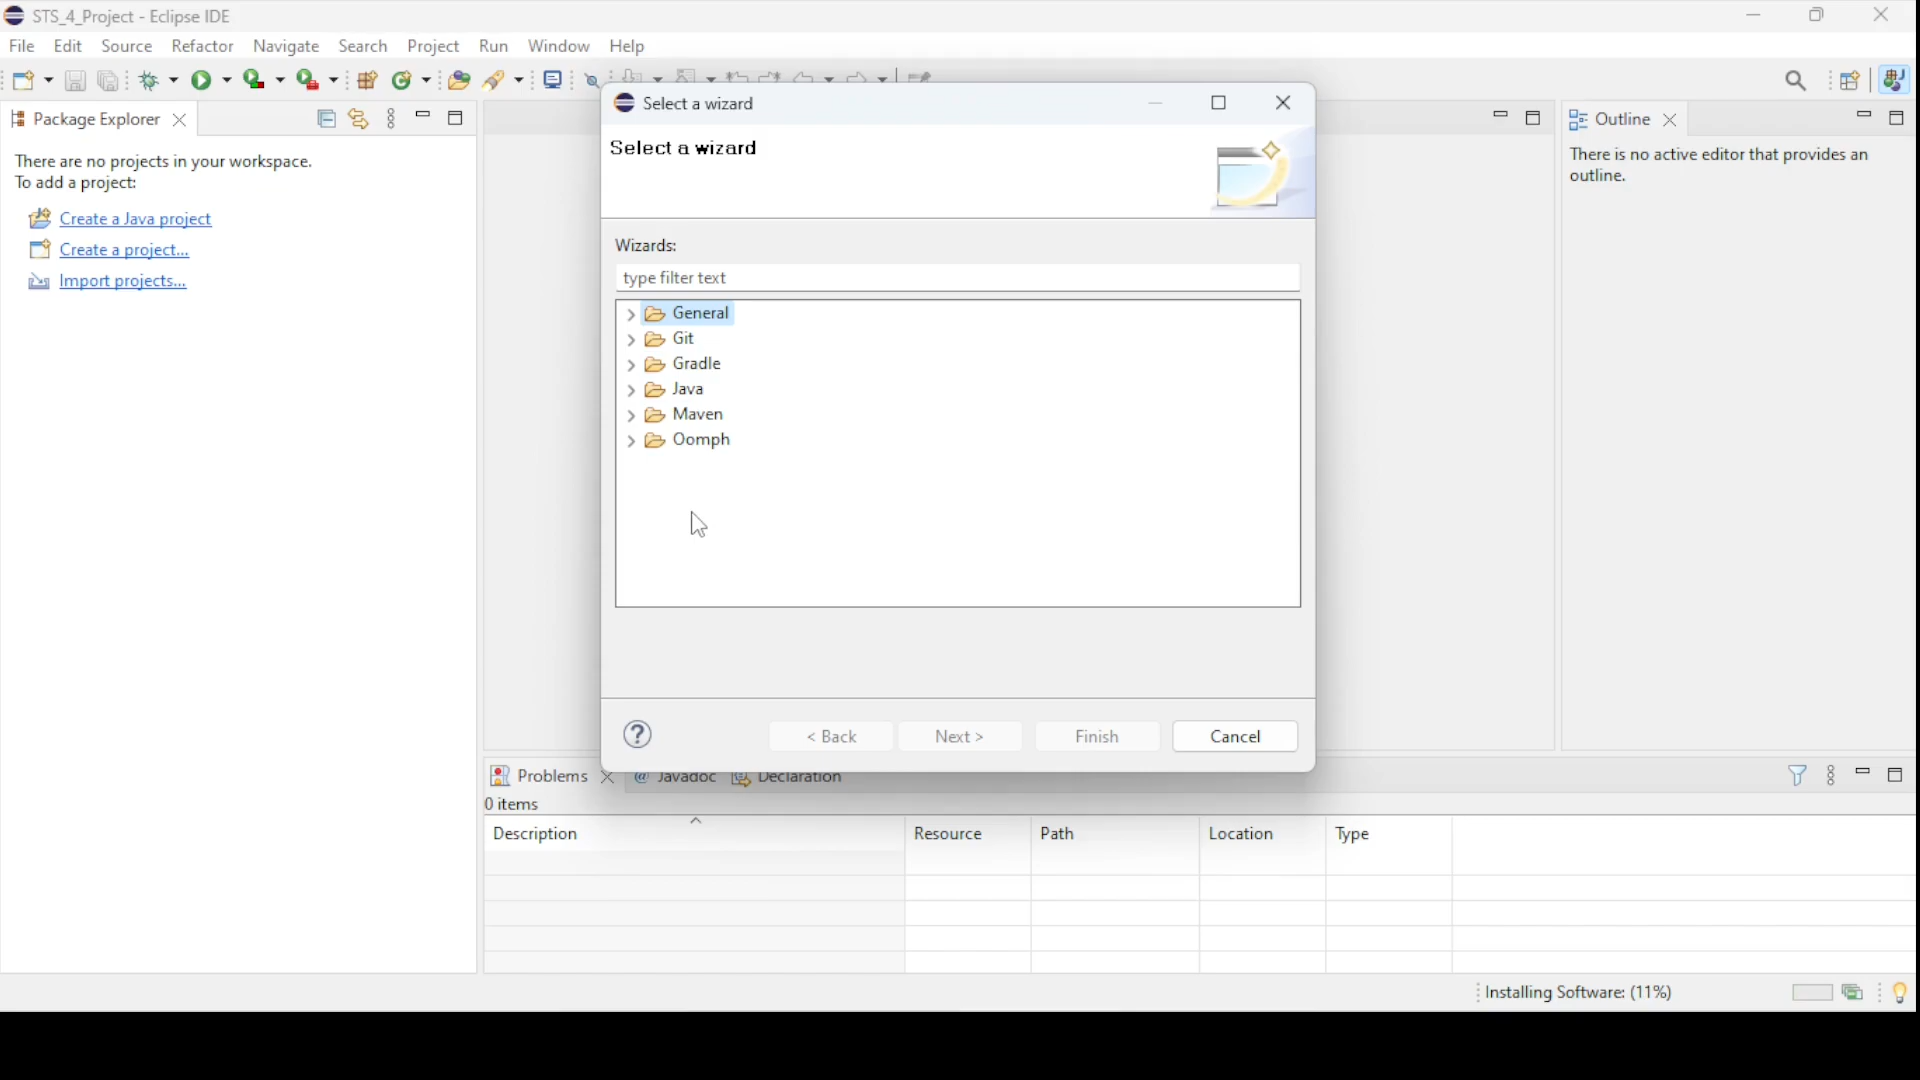 STS_4_Project - Eclipse IDE
File Edit Source Refactor Navigate Search Project Run Window Help
Package Explorer
There are no projects in your workspace.
To add a project:
Create a Java project
Create a project...
Import projects...
Select a wizard
Select a wizard
Wizards:
type filter text
General
Git
Gradle
Java
Maven
Oomph
< Back Next > Finish Cancel
Outline
There is no active editor that provides an
outline.
Problems @ Javadoc Declaration
0 items
Description Resource Path Location Type
Installing Software: (11%)